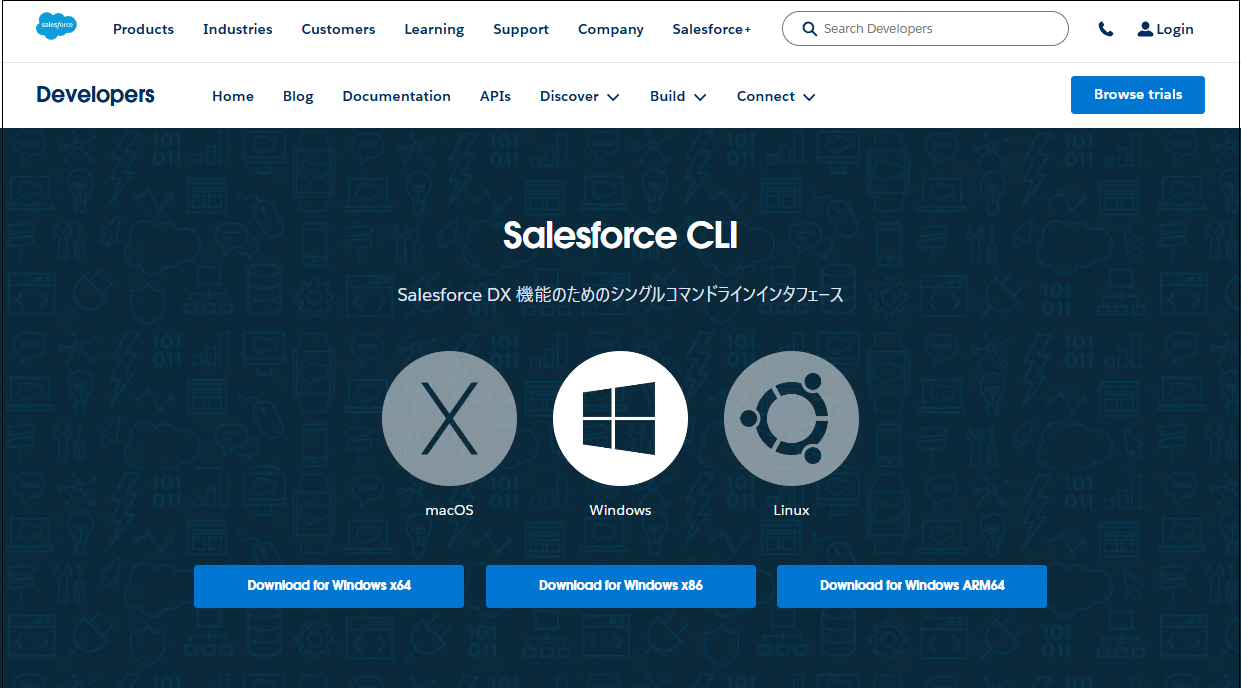 salesforce
Products Industries Customers Learning Support Company Salesforce+ Search Developers Login
Developers Home Blog Documentation APIs Discover Build Connect Browse trials
Salesforce CLI
Salesforce DX 機能のためのシングルコマンドラインインタフェース
macOS Windows Linux
Download for Windows x64 Download for Windows x86 Download for Windows ARM64